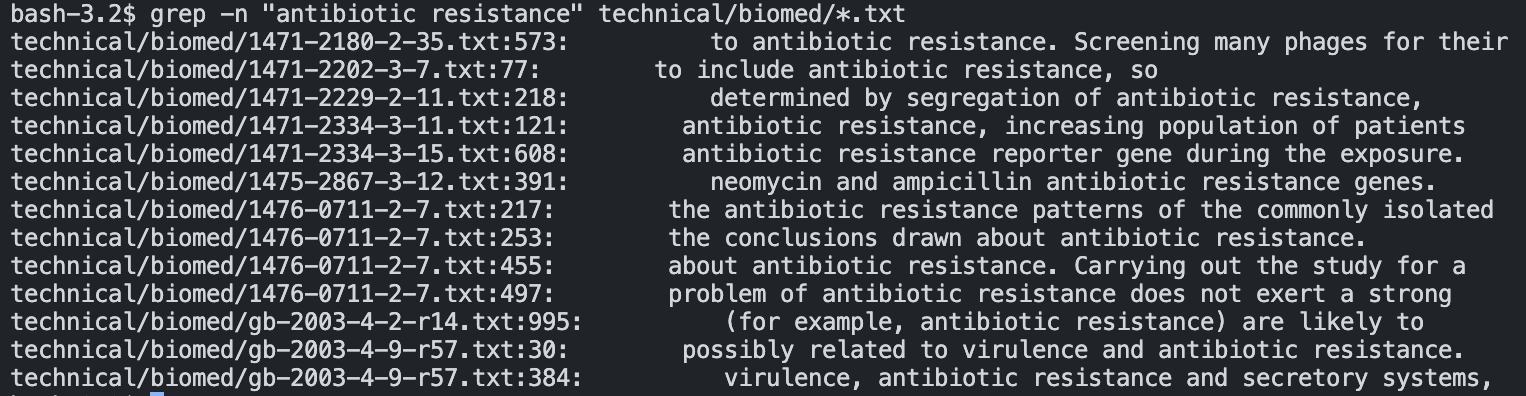 bash-3.2$ grep -n "antibiotic resistance" technical/biomed/*.txt
technical/biomed/1471-2180-2-35.txt:573:          to antibiotic resistance. Screening many phages for their
technical/biomed/1471-2202-3-7.txt:77:        to include antibiotic resistance, so
technical/biomed/1471-2229-2-11.txt:218:          determined by segregation of antibiotic resistance,
technical/biomed/1471-2334-3-11.txt:121:        antibiotic resistance, increasing population of patients
technical/biomed/1471-2334-3-15.txt:608:        antibiotic resistance reporter gene during the exposure.
technical/biomed/1475-2867-3-12.txt:391:          neomycin and ampicillin antibiotic resistance genes.
technical/biomed/1476-0711-2-7.txt:217:        the antibiotic resistance patterns of the commonly isolated
technical/biomed/1476-0711-2-7.txt:253:        the conclusions drawn about antibiotic resistance.
technical/biomed/1476-0711-2-7.txt:455:        about antibiotic resistance. Carrying out the study for a
technical/biomed/1476-0711-2-7.txt:497:        problem of antibiotic resistance does not exert a strong
technical/biomed/gb-2003-4-2-r14.txt:995:          (for example, antibiotic resistance) are likely to
technical/biomed/gb-2003-4-9-r57.txt:30:        possibly related to virulence and antibiotic resistance.
technical/biomed/gb-2003-4-9-r57.txt:384:          virulence, antibiotic resistance and secretory systems,